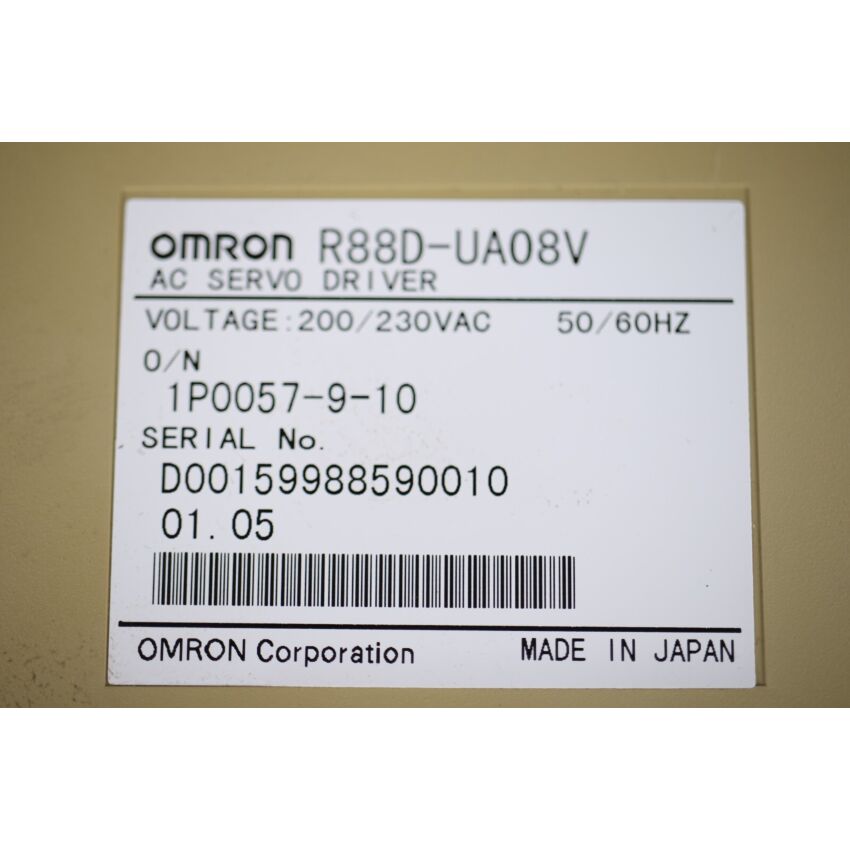 OMRON R88D-UA08V
AC SERVO DRIVER
VOLTAGE:200/230VAC 50/60HZ
O/N
1P0057-9-10
SERIAL No.
D00159988590010
01.05
OMRON Corporation MADE IN JAPAN